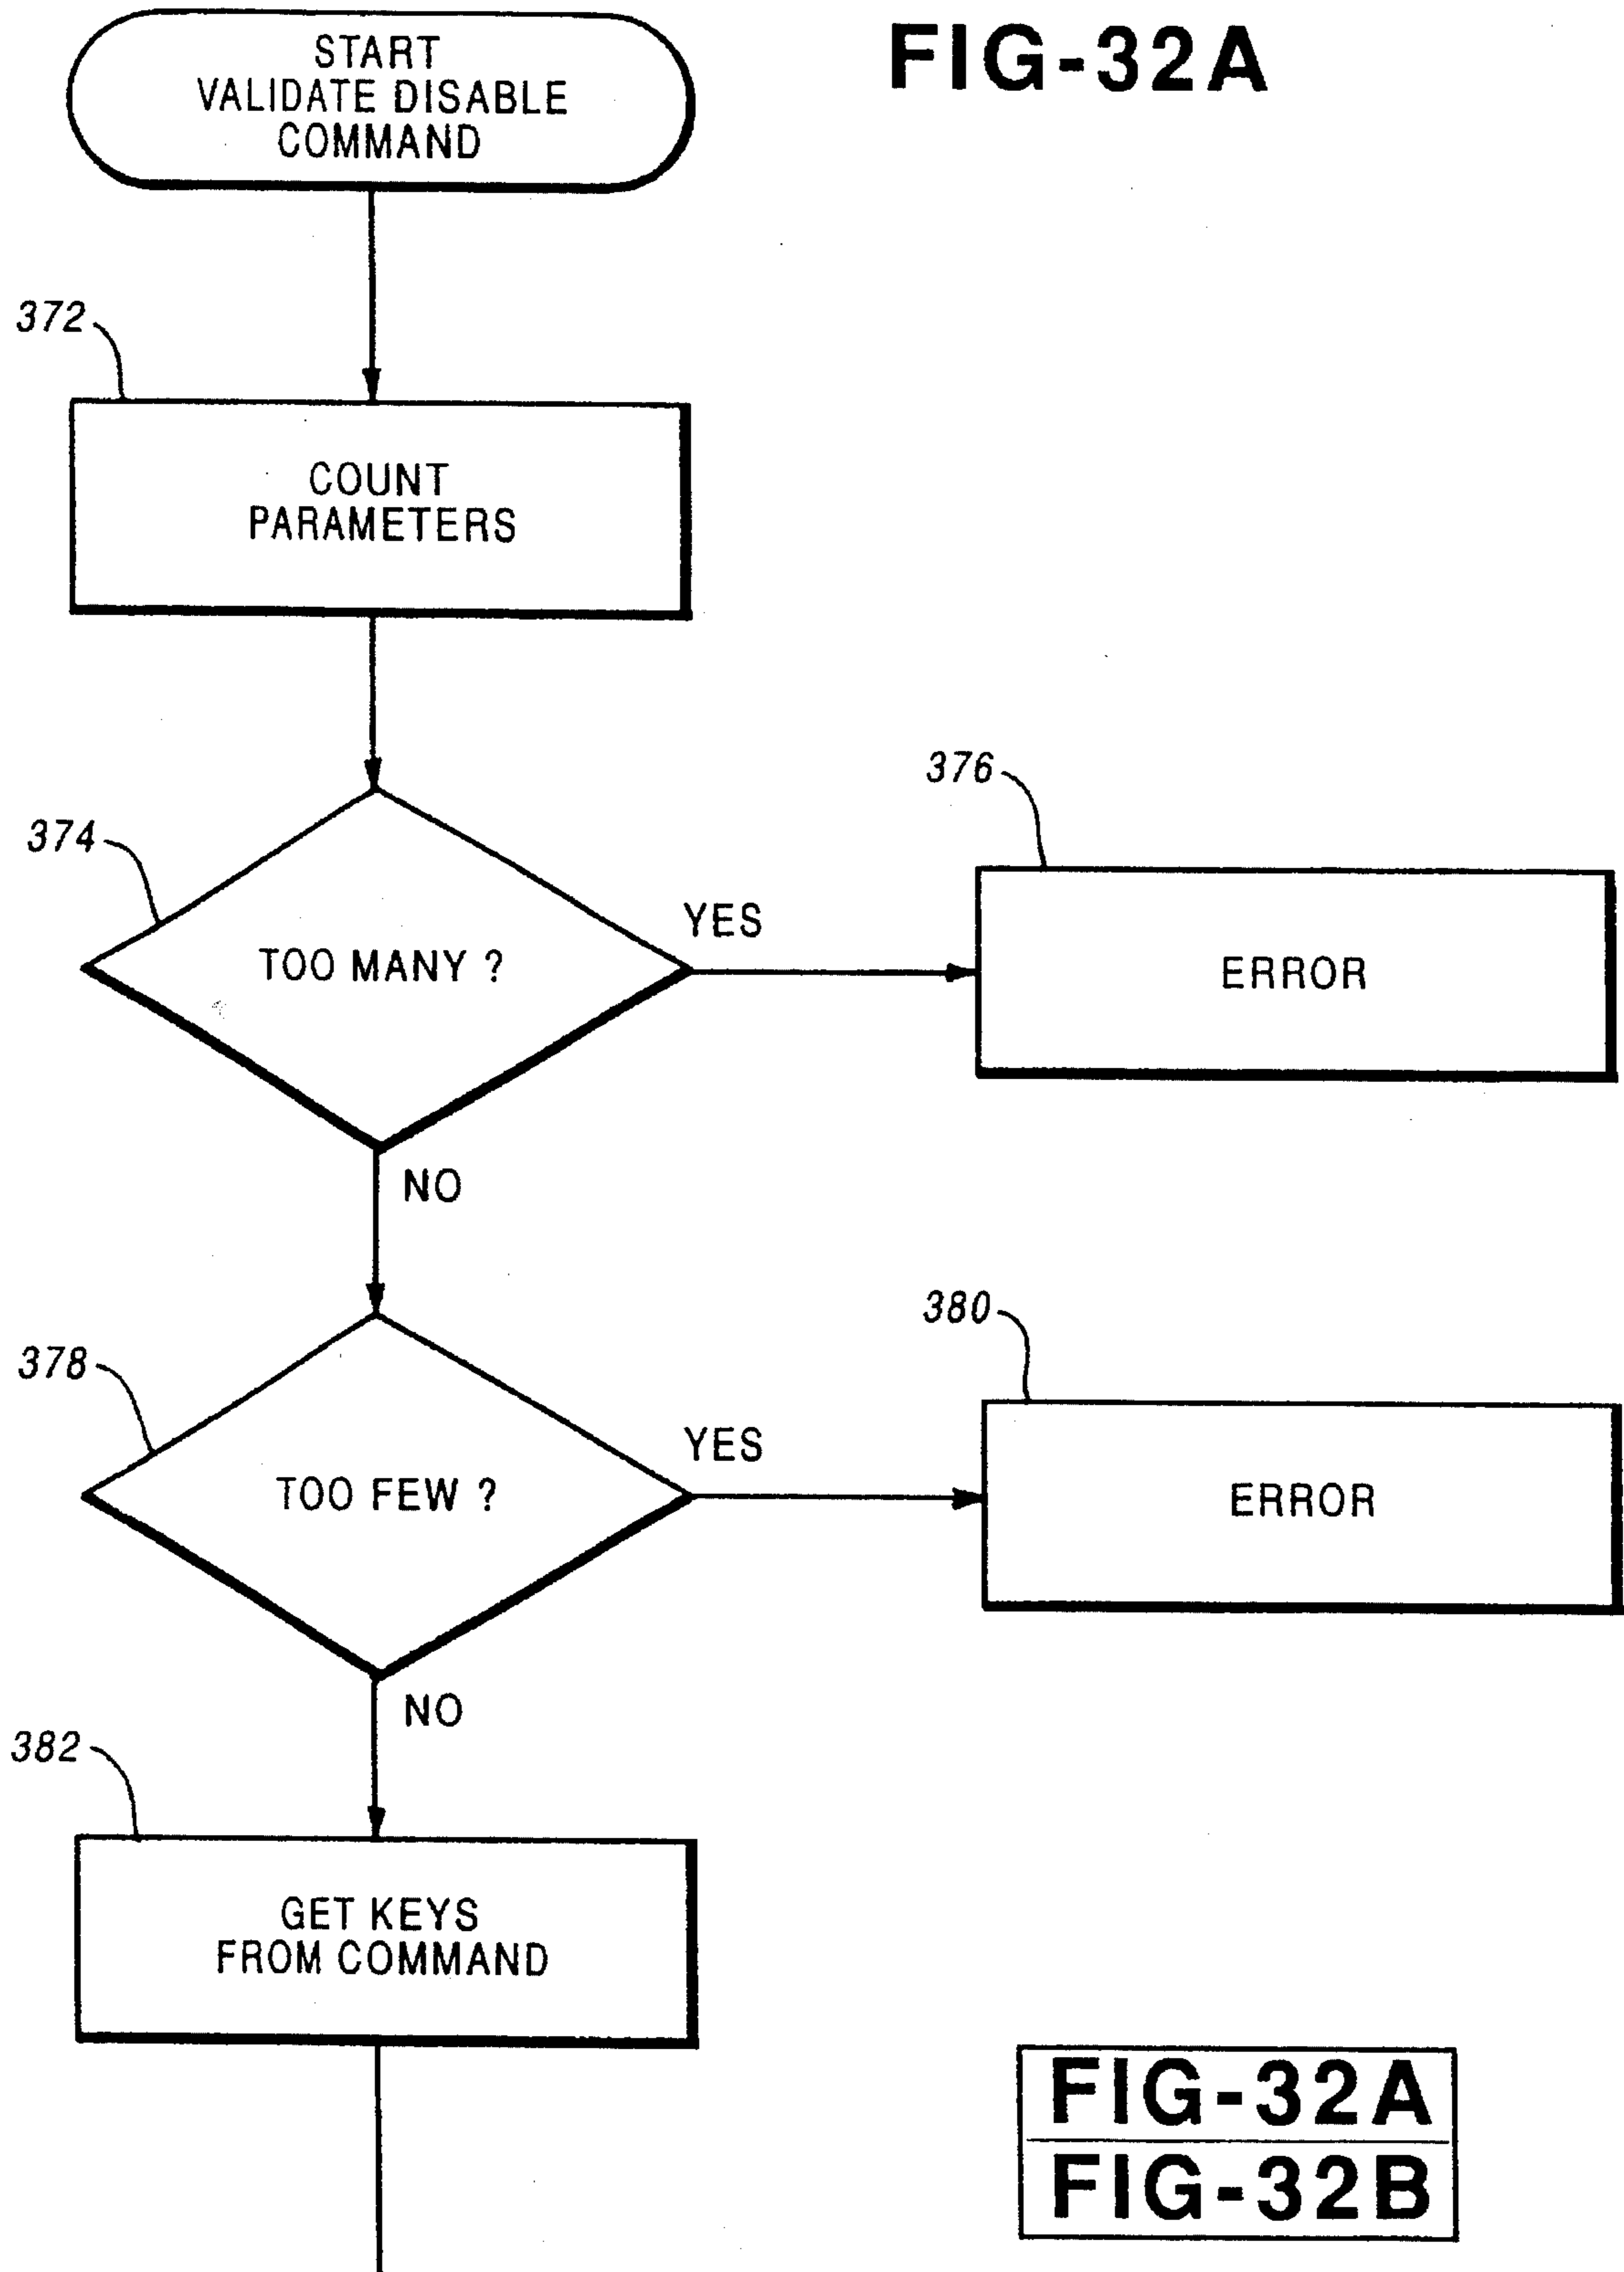 FIG-32A
START
VALIDATE DISABLE
COMMAND
372
COUNT
PARAMETERS
374
TOO MANY ?
YES
376
ERROR
NO
378
TOO FEW ?
YES
380
ERROR
NO
382
GET KEYS
FROM COMMAND
FIG-32A
FIG-32B